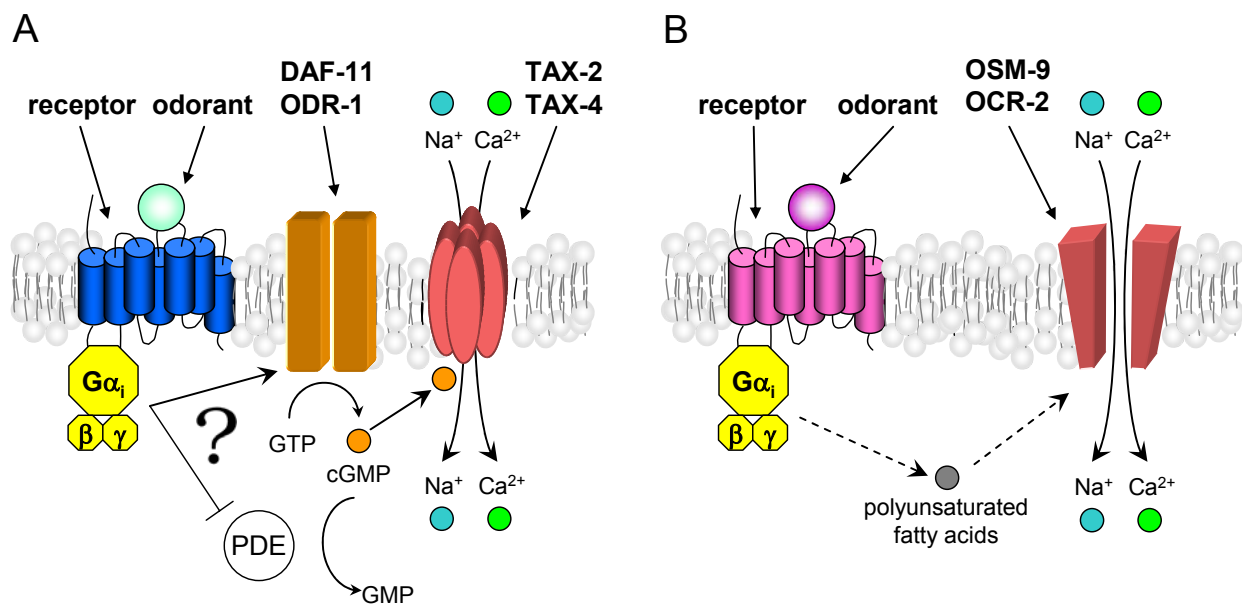 A
DAF-11
ODR-1
TAX-2
TAX-4
receptor
odorant
Na⁺
Ca²⁺
Gαᵢ
β
γ
?
GTP
cGMP
Na⁺
Ca²⁺
PDE
GMP
B
OSM-9
OCR-2
receptor
odorant
Na⁺
Ca²⁺
Gαᵢ
β
γ
polyunsaturated
fatty acids
Na⁺
Ca²⁺